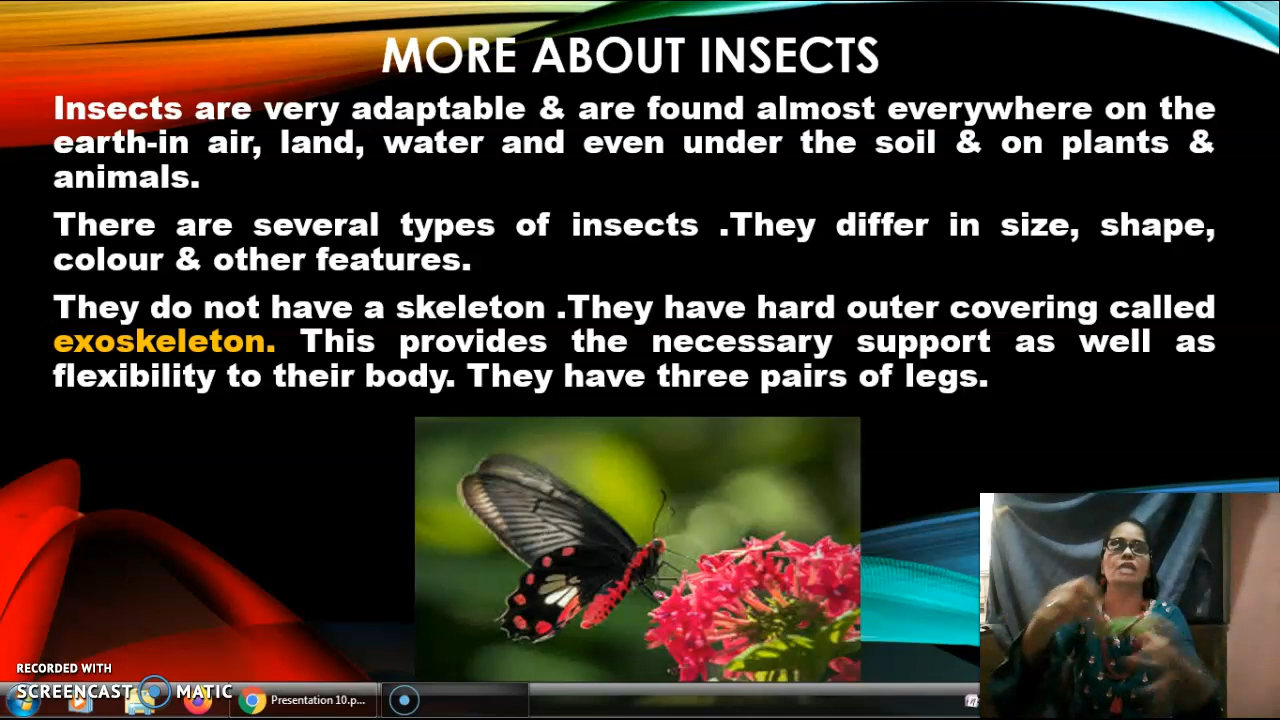 MORE ABOUT INSECTS
Insects are very adaptable & are found almost everywhere on the
earth-in air, land, water and even under the soil & on plants &
animals.
There are several types of insects .They differ in size, shape,
colour & other features.
They do not have a skeleton .They have hard outer covering called
exoskeleton. This provides the necessary support as well as
flexibility to their body. They have three pairs of legs.
RECORDED WITH
SCREENCAST MATIC
Presentation 10.p...